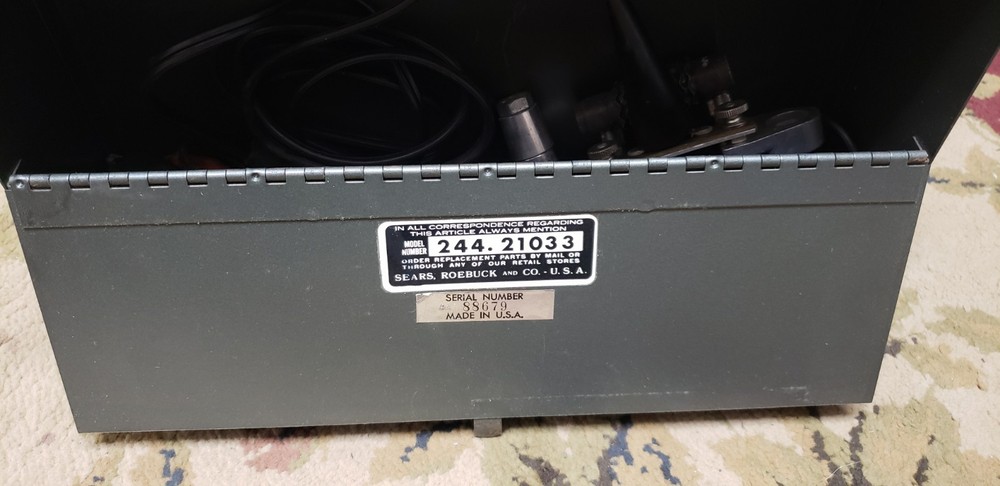 IN ALL CORRESPONDENCE REGARDING
THIS ARTICLE ALWAYS MENTION
MODEL NUMBER 244.21033
ORDER REPLACEMENT PARTS BY MAIL OR
THROUGH ANY OF OUR RETAIL STORES
SEARS, ROEBUCK AND CO. - U.S.A.
SERIAL NUMBER
88679
MADE IN U.S.A.